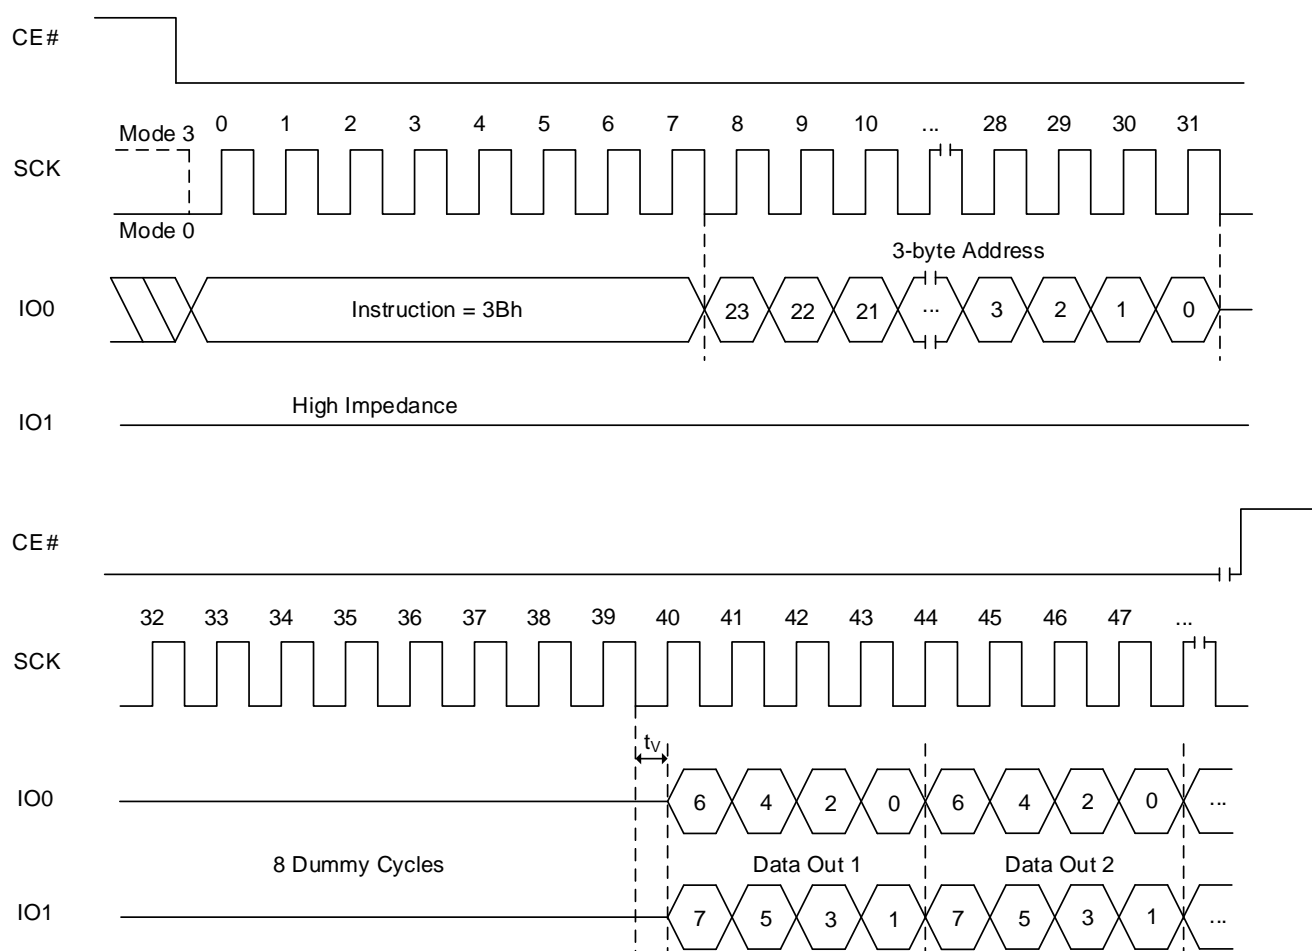 CE#
Mode 3 0 1 2 3 4 5 6 7 8 9 10 ... 28 29 30 31
SCK
Mode 0
3-byte Address
IO0 Instruction = 3Bh 23 22 21 ... 3 2 1 0
High Impedance
IO1
CE#
32 33 34 35 36 37 38 39 40 41 42 43 44 45 46 47 ...
SCK
tV
IO0 6 4 2 0 6 4 2 0 ...
8 Dummy Cycles Data Out 1 Data Out 2
IO1 7 5 3 1 7 5 3 1 ...